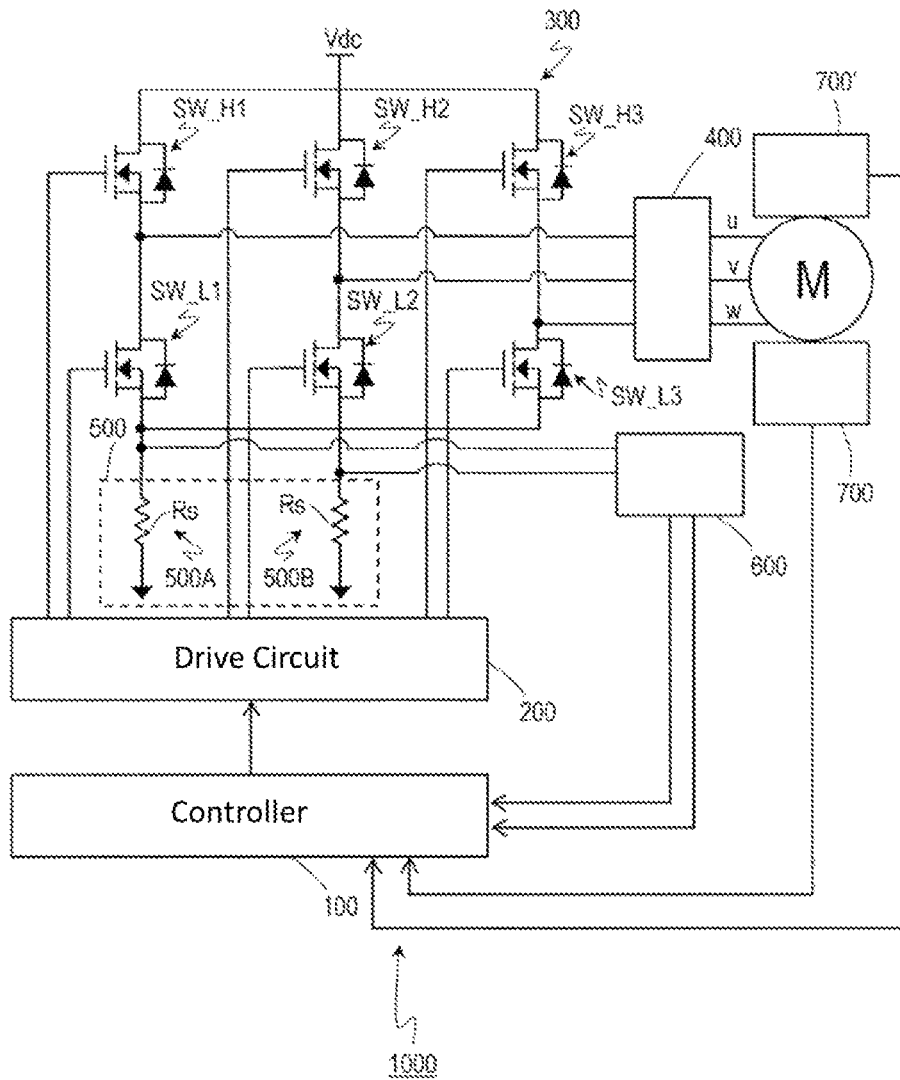 300
Vdc
700'
SW_H1
SW_H2
SW_H3
400
u
v
w
M
SW_L1
SW_L2
SW_L3
500
700
Rs
Rs
500A
500B
600
Drive Circuit
200
Controller
100
1000